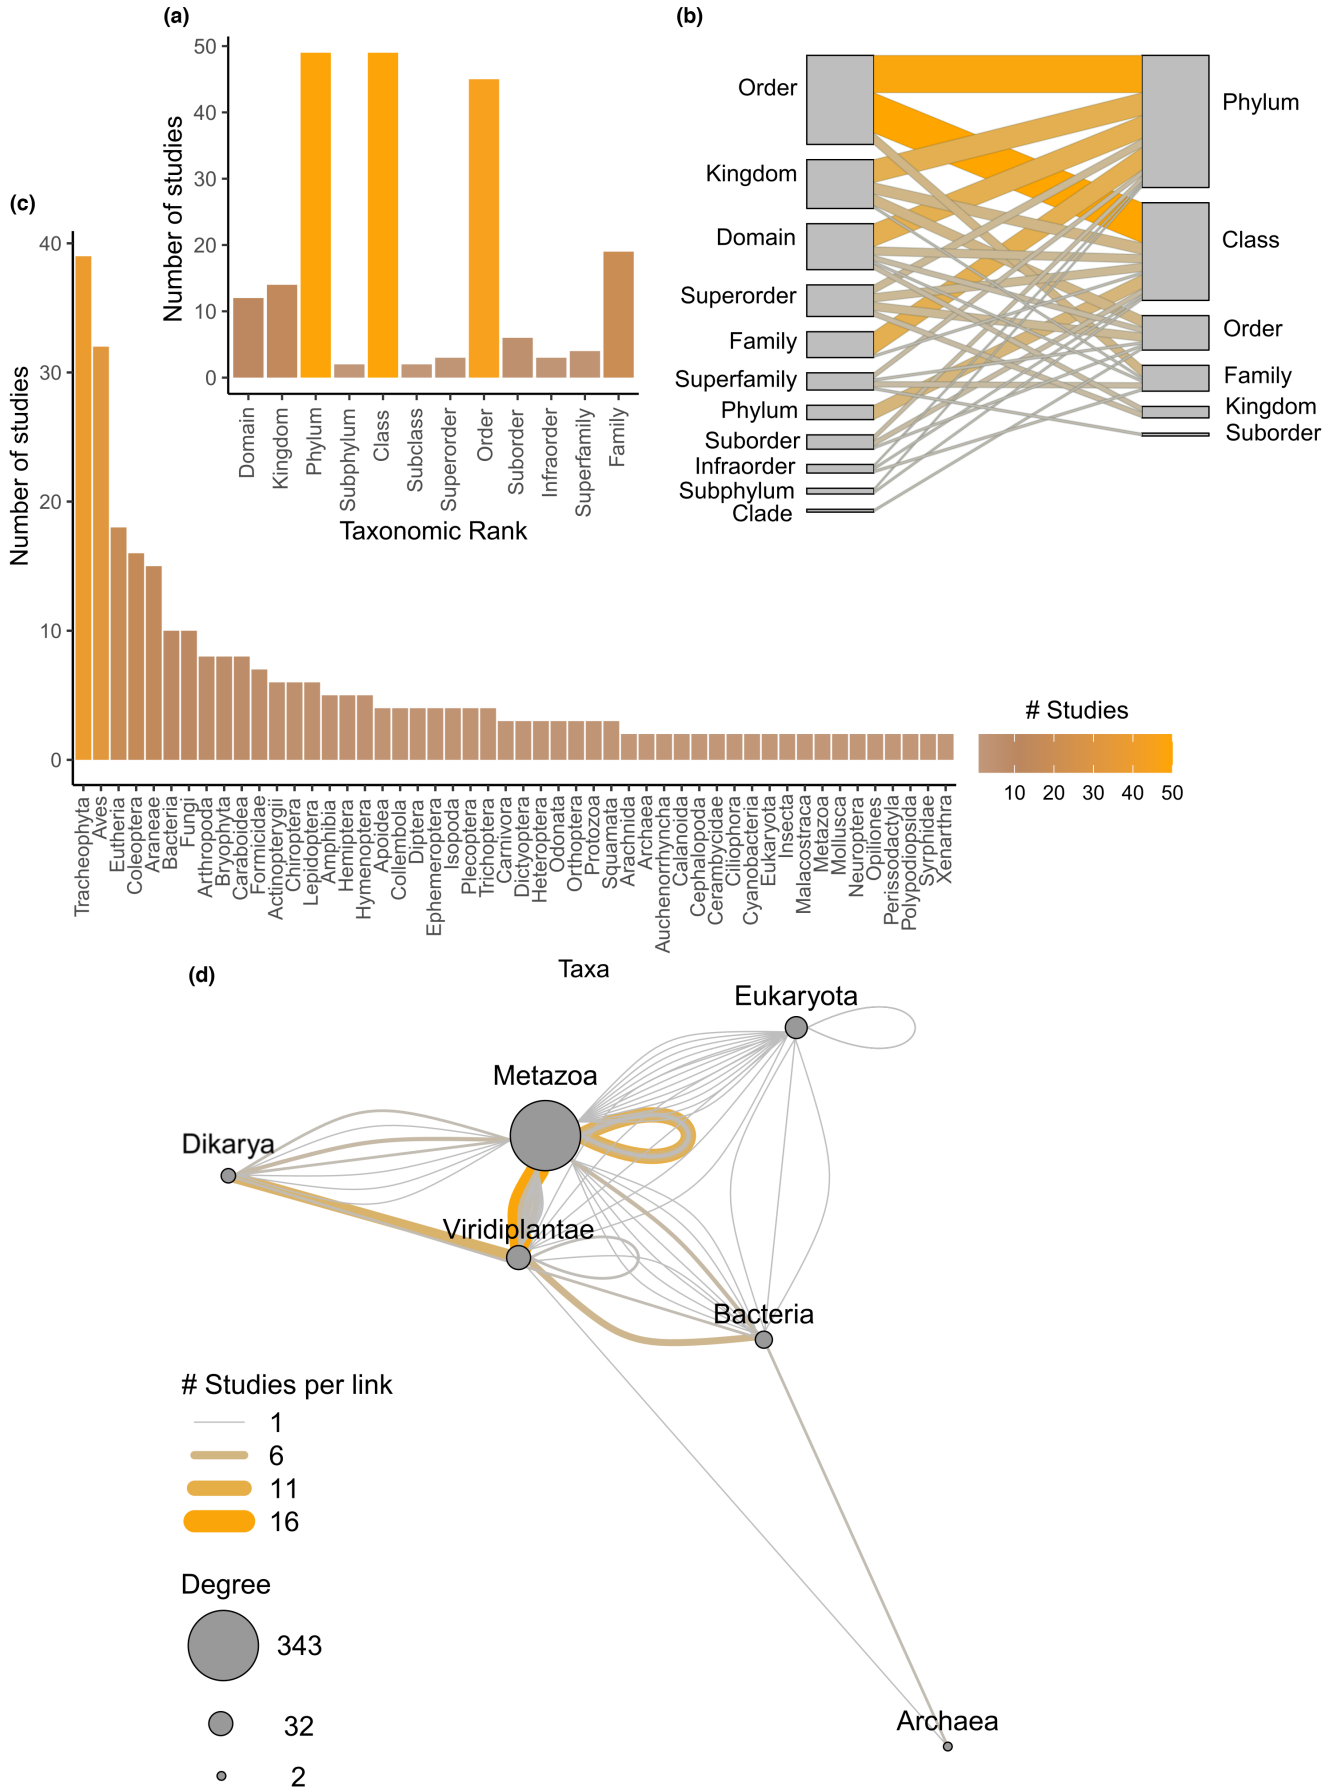 (a)
Number of studies
50
40
30
20
10
0
Domain
Kingdom
Phylum
Subphylum
Class
Subclass
Superorder
Order
Suborder
Infraorder
Superfamily
Family
Taxonomic Rank
(b)
Order
Kingdom
Domain
Superorder
Family
Superfamily
Phylum
Suborder
Infraorder
Subphylum
Clade
Phylum
Class
Order
Family
Kingdom
Suborder
(c)
Number of studies
40
30
20
10
0
Tracheophyta
Aves
Eutheria
Coleoptera
Araneae
Bacteria
Fungi
Arthropoda
Bryophyta
Caraboidea
Formicidae
Actinopterygii
Chiroptera
Lepidoptera
Amphibia
Hemiptera
Hymenoptera
Apoidea
Collembola
Diptera
Ephemeroptera
Isopoda
Plecoptera
Trichoptera
Carnivora
Dictyoptera
Heteroptera
Odonata
Orthoptera
Protozoa
Squamata
Arachnida
Archaea
Auchenorrhyncha
Calanoida
Cephalopoda
Cerambycidae
Ciliophora
Cyanobacteria
Eukaryota
Insecta
Malacostraca
Metazoa
Mollusca
Neuroptera
Opiliones
Perissodactyla
Polypodiopsida
Syrphidae
Xenarthra
Taxa
# Studies
10 20 30 40 50
(d)
Eukaryota
Metazoa
Dikarya
Viridiplantae
Bacteria
Archaea
# Studies per link
1
6
11
16
Degree
343
32
2